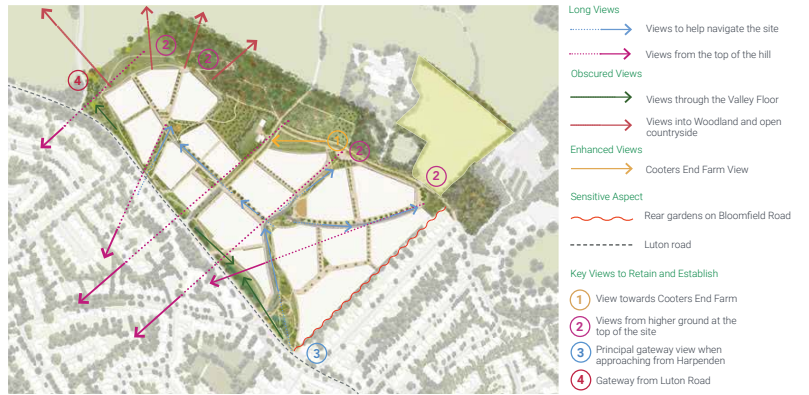 2
2
4
1
2
2
3
Long Views
Views to help navigate the site
Views from the top of the hill
Obscured Views
Views through the Valley Floor
Views into Woodland and open
countryside
Enhanced Views
Cooters End Farm View
Sensitive Aspect
Rear gardens on Bloomfield Road
Luton road
Key Views to Retain and Establish
1 View towards Cooters End Farm
2 Views from higher ground at the
top of the site
3 Principal gateway view when
approaching from Harpenden
4 Gateway from Luton Road